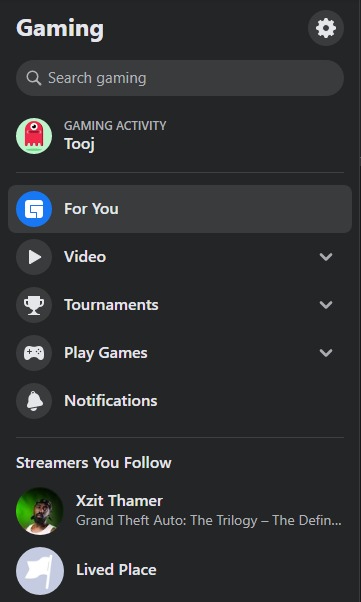 Gaming
Search gaming
GAMING ACTIVITY
Tooj
For You
Video
Tournaments
Play Games
Notifications
Streamers You Follow
Xzit Thamer
Grand Theft Auto: The Trilogy – The Defin...
Lived Place